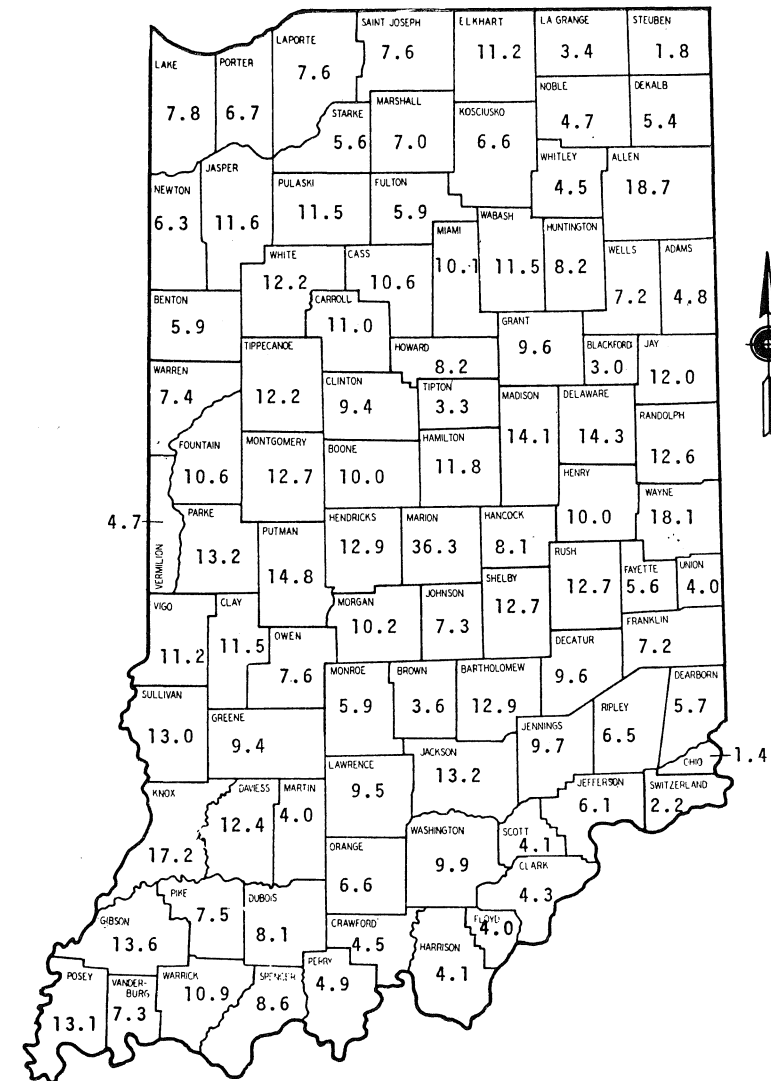 SAINT JOSEPH
7.6
ELKHART
11.2
LA GRANGE
3.4
STEUBEN
1.8
LAPORTE
7.6
LAKE
7.8
PORTER
6.7
NOBLE
4.7
DEKALB
5.4
STARKE
5.6
MARSHALL
7.0
KOSCIUSKO
6.6
WHITLEY
4.5
ALLEN
18.7
NEWTON
6.3
JASPER
11.6
PULASKI
11.5
FULTON
5.9
MIAMI
10.1
WABASH
11.5
HUNTINGTON
8.2
WELLS
7.2
ADAMS
4.8
WHITE
12.2
CASS
10.6
CARROLL
11.0
BENTON
5.9
GRANT
9.6
BLACKFORD
3.0
JAY
12.0
TIPPECANOE
12.2
HOWARD
8.2
WARREN
7.4
CLINTON
9.4
TIPTON
3.3
MADISON
14.1
DELAWARE
14.3
RANDOLPH
12.6
FOUNTAIN
10.6
MONTGOMERY
12.7
BOONE
10.0
HAMILTON
11.8
HENRY
10.0
WAYNE
18.1
4.7
VERMILION
PARKE
13.2
PUTMAN
14.8
HENDRICKS
12.9
MARION
36.3
HANCOCK
8.1
RUSH
12.7
FAYETTE
5.6
UNION
4.0
SHELBY
12.7
VIGO
11.2
CLAY
11.5
OWEN
7.6
MORGAN
10.2
JOHNSON
7.3
FRANKLIN
7.2
DECATUR
9.6
MONROE
5.9
BROWN
3.6
BARTHOLOMEW
12.9
DEARBORN
5.7
SULLIVAN
13.0
GREENE
9.4
JENNINGS
9.7
RIPLEY
6.5
OHIO
1.4
JACKSON
13.2
LAWRENCE
9.5
JEFFERSON
6.1
SWITZERLAND
2.2
KNOX
17.2
DAVIESS
12.4
MARTIN
4.0
WASHINGTON
9.9
SCOTT
4.1
ORANGE
6.6
CLARK
4.3
PIKE
7.5
DUBOIS
8.1
CRAWFORD
4.5
FLOYD
4.0
HARRISON
4.1
GIBSON
13.6
PERRY
4.9
POSEY
13.1
VANDER-
BURG
7.3
WARRICK
10.9
SPENCER
8.6